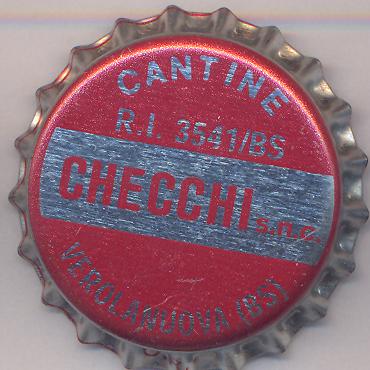 CANTINE
R.I. 3541/BS
CHECCHI s.n.c.
VEROLANUOVA (BS)